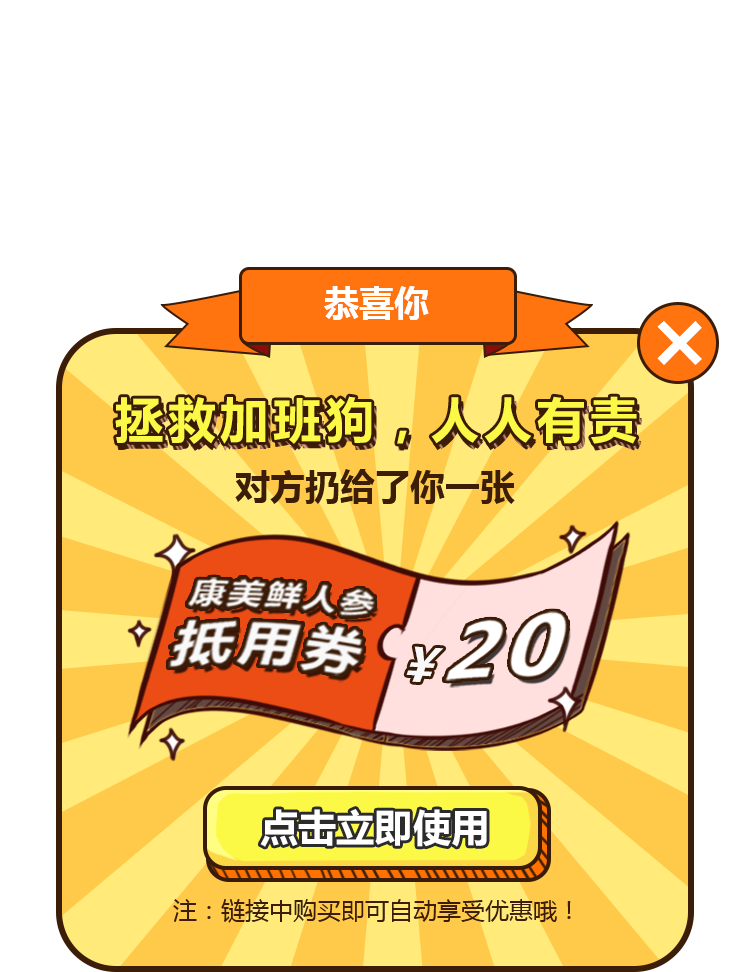 恭喜你
拯救加班狗，人人有责
对方扔给了你一张
康美鲜人参
抵用券
¥20
点击立即使用
注：链接中购买即可自动享受优惠哦！